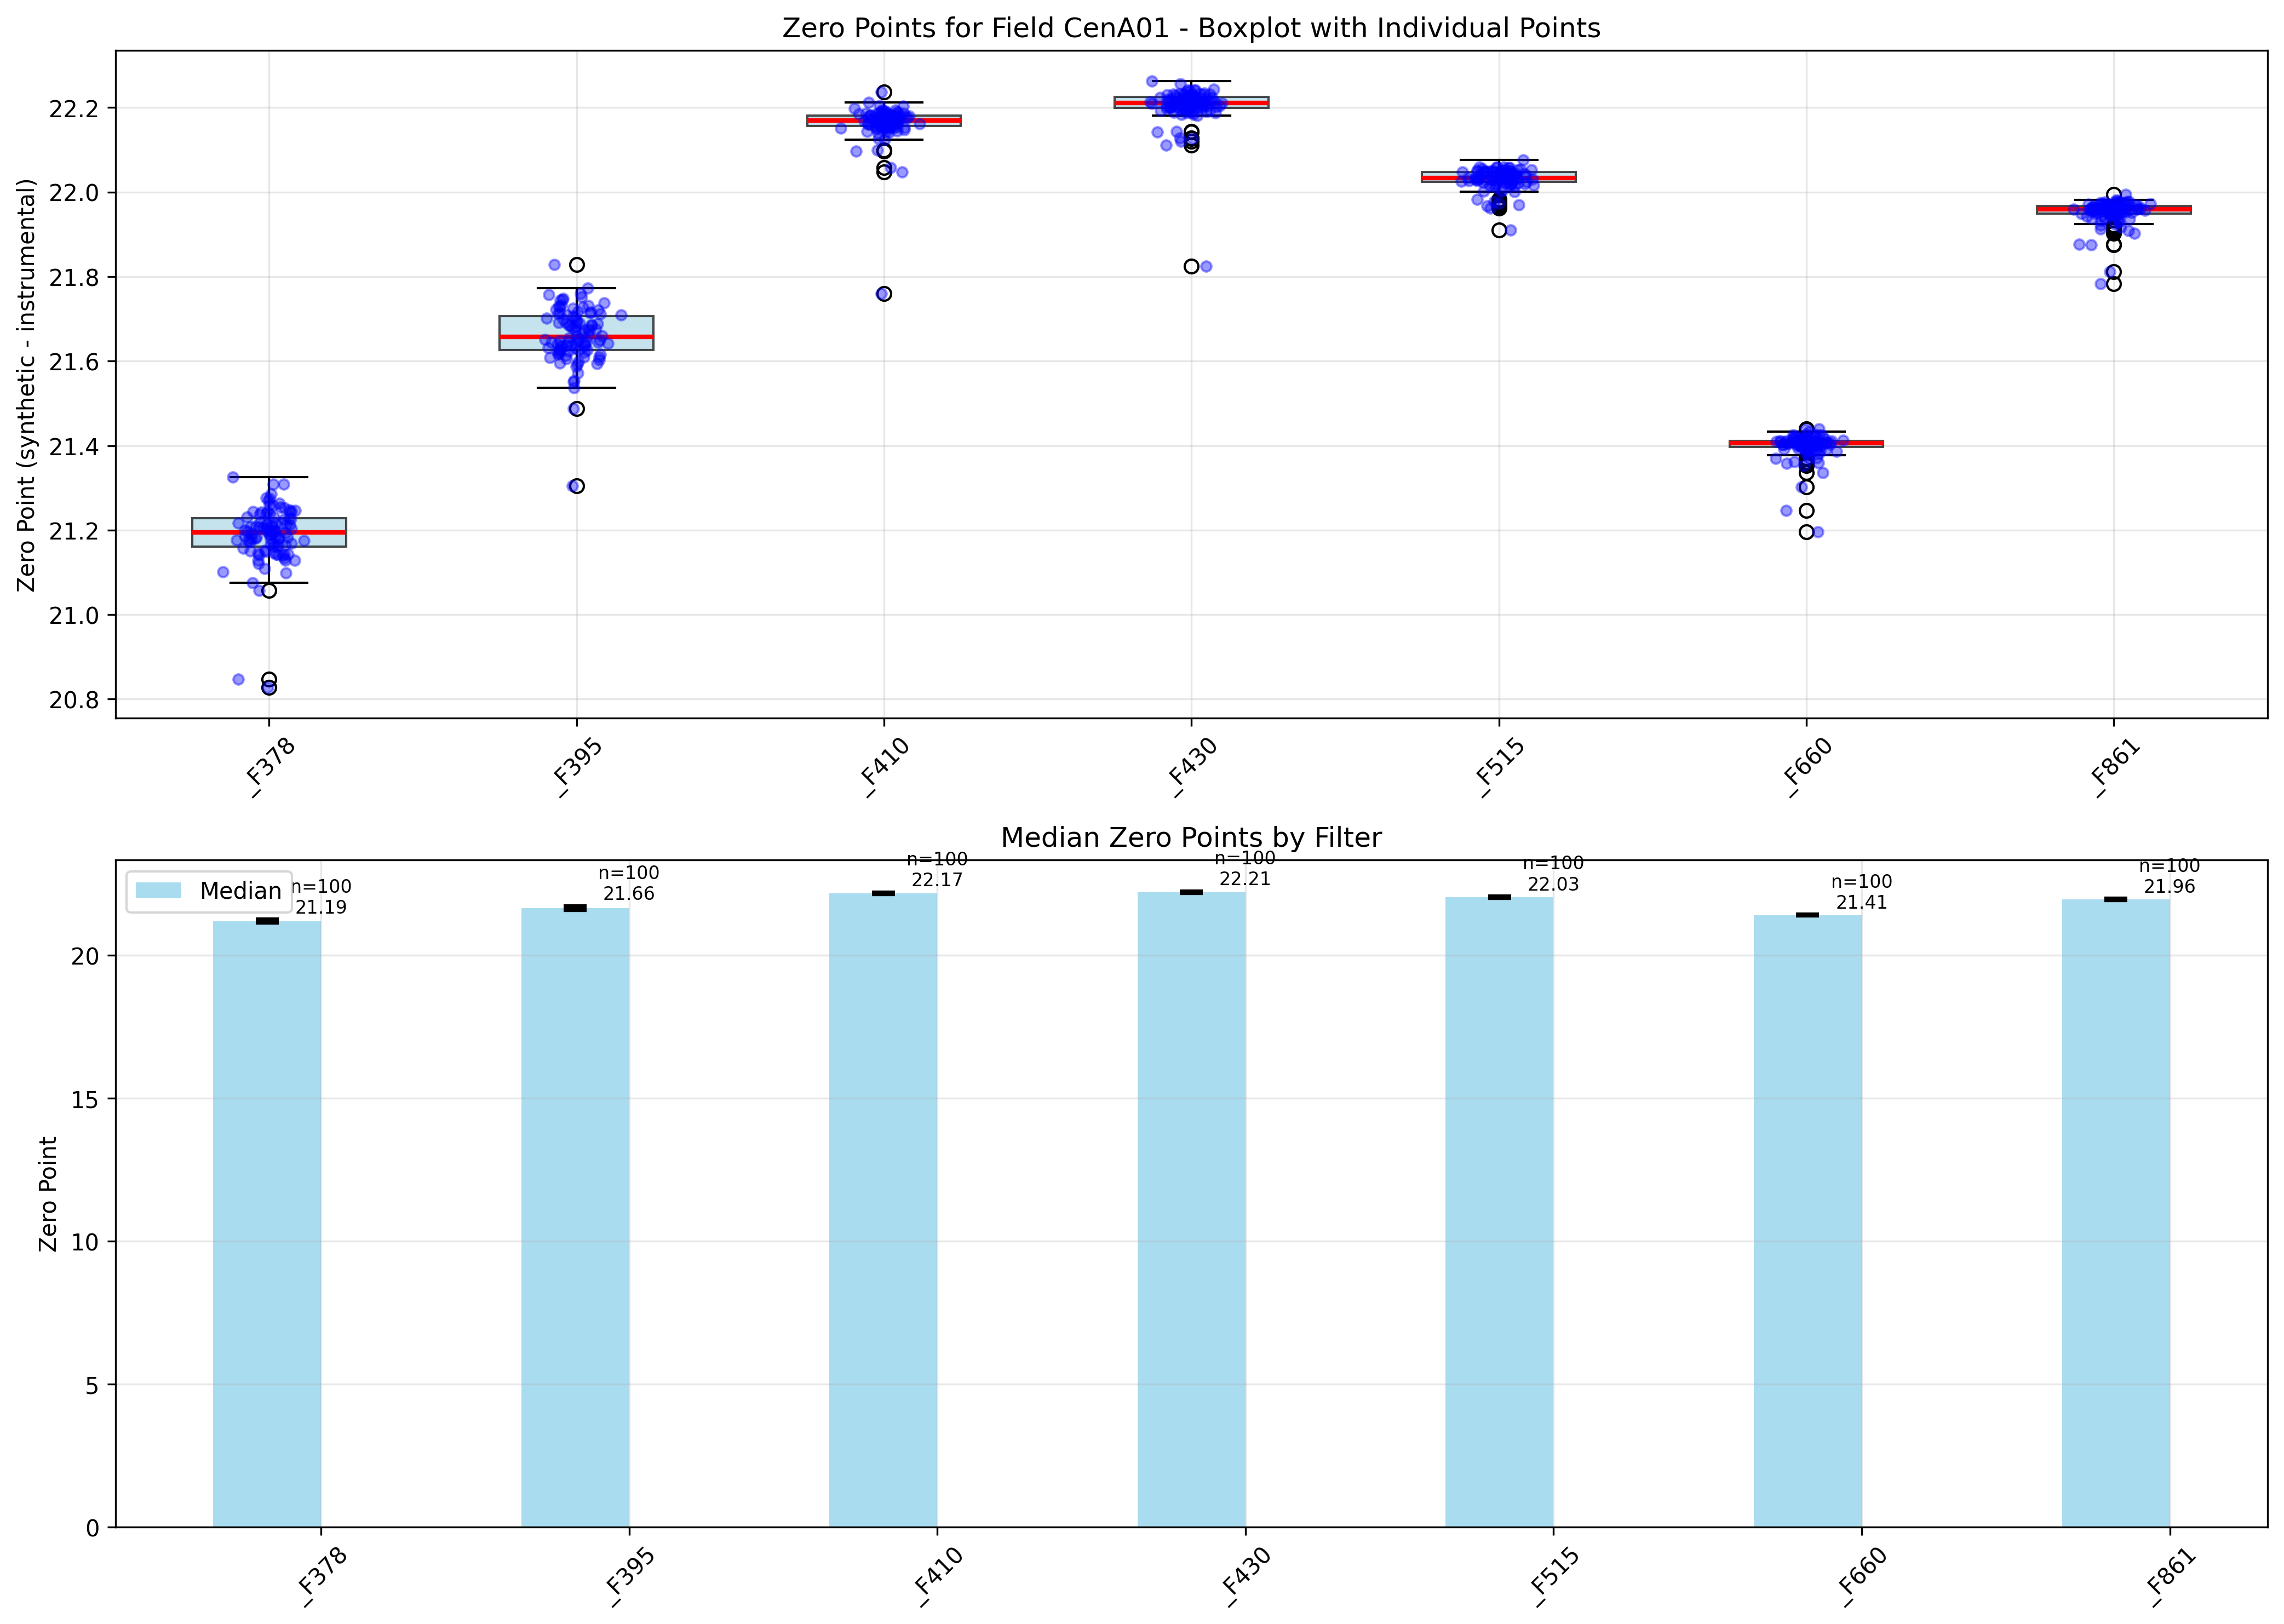 Zero Points for Field CenA01 - Boxplot with Individual Points
Zero Point (synthetic - instrumental)
22.2
22.0
21.8
21.6
21.4
21.2
21.0
20.8
_F378
_F395
_F410
_F430
_F515
_F660
_F861
Median Zero Points by Filter
Zero Point
20
15
10
5
0
Median
n=100
21.19
n=100
21.66
n=100
22.17
n=100
22.21
n=100
22.03
n=100
21.41
n=100
21.96
_F378
_F395
_F410
_F430
_F515
_F660
_F861